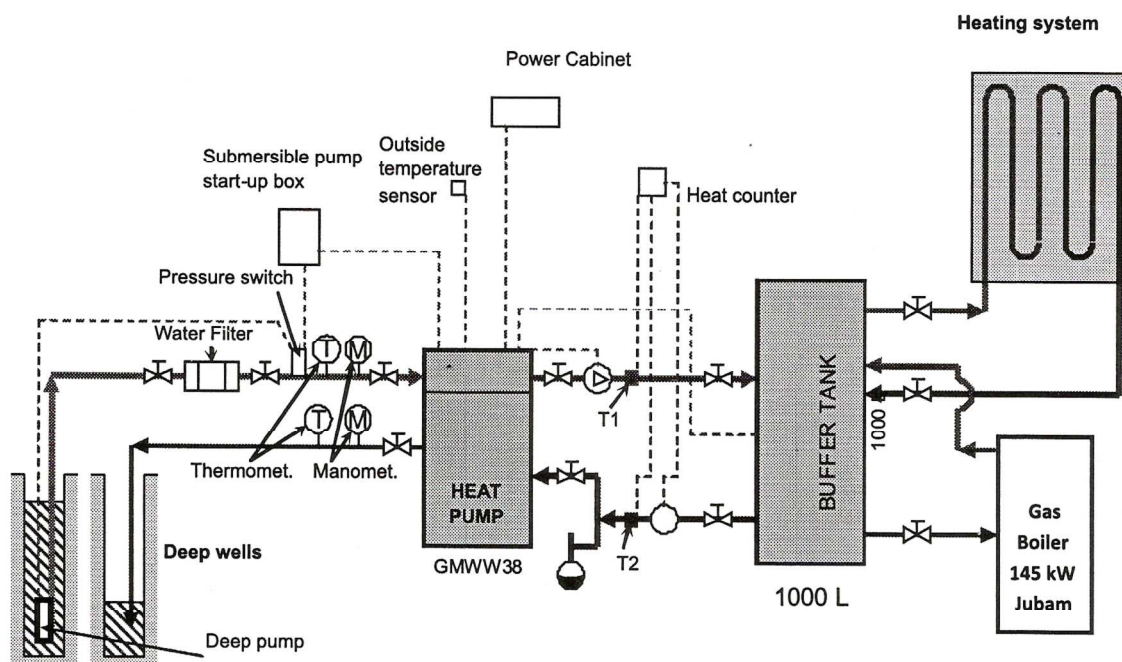 Heating system
Power Cabinet
Outside
temperature
sensor
Submersible pump
start-up box
Heat counter
Pressure switch
Water Filter
T
M
T1
T
M
Thermomet.
Manomet.
HEAT
PUMP
GMWW38
T2
BUFFER TANK
1000
1000 L
Gas
Boiler
145 kW
Jubam
Deep wells
Deep pump